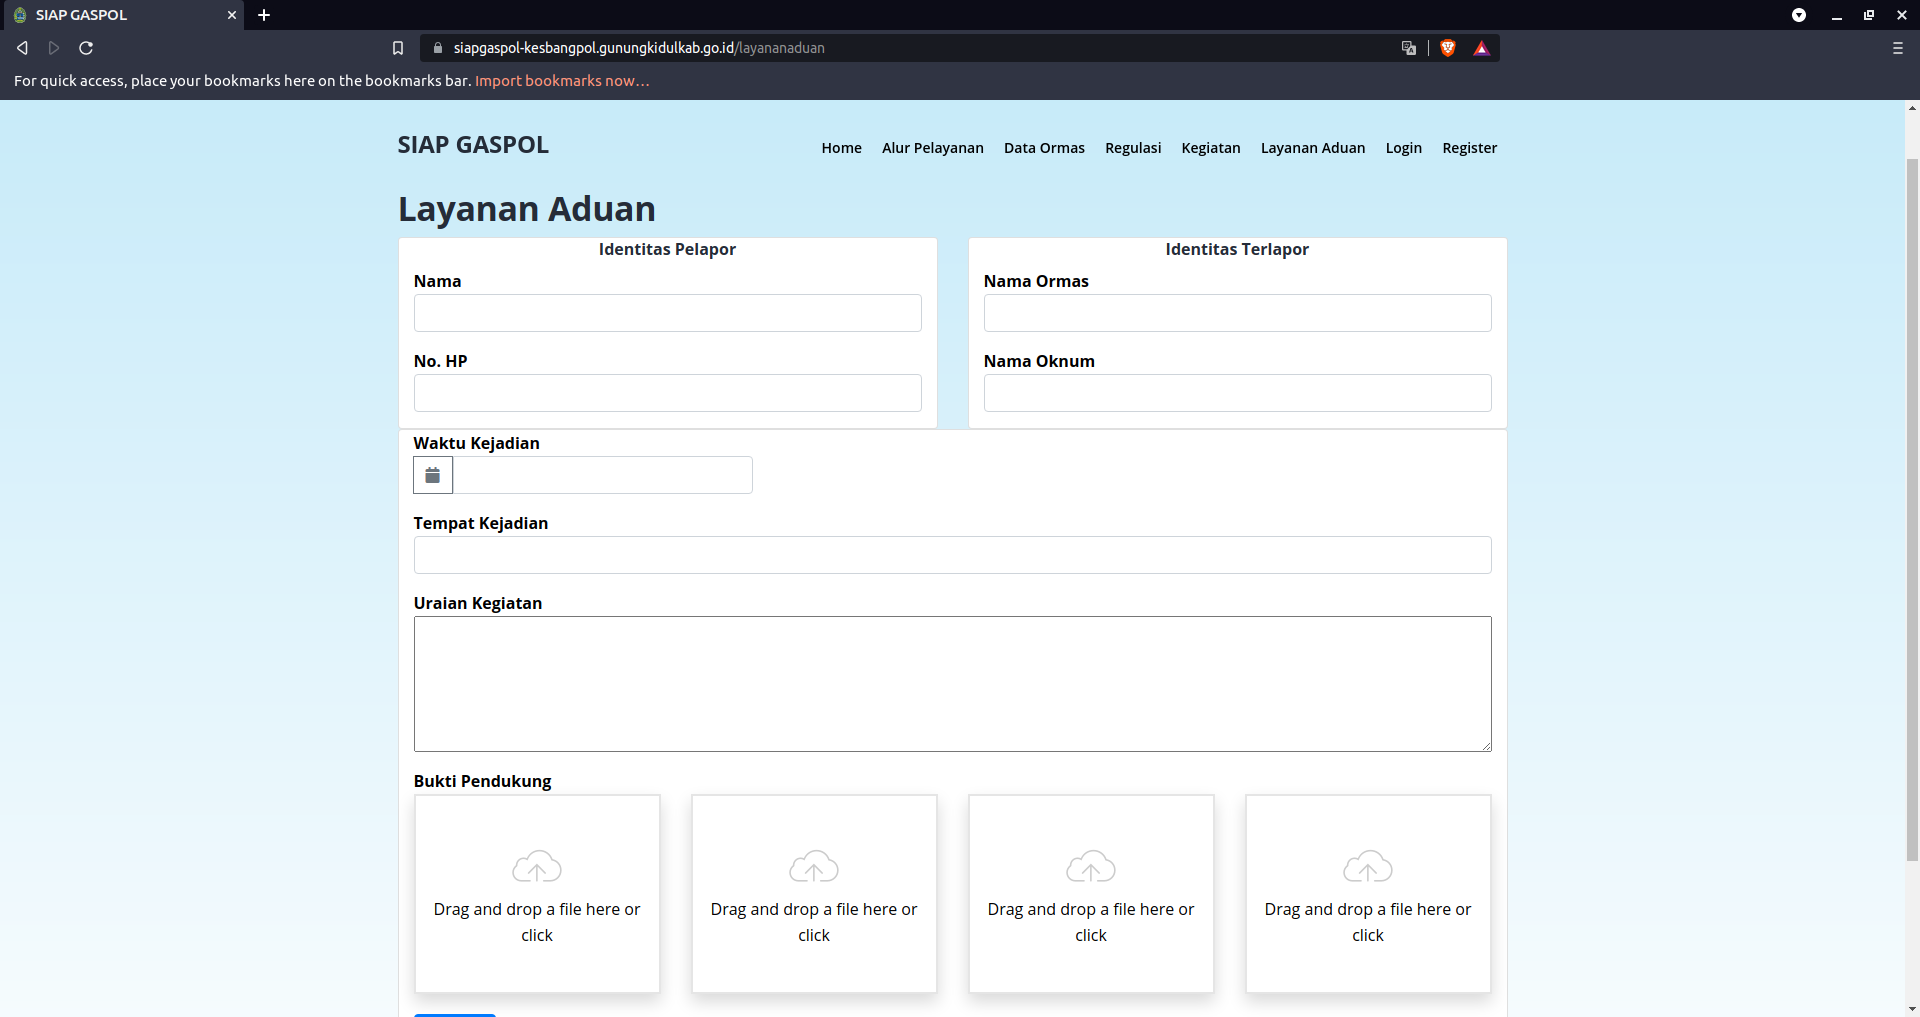 SIAP GASPOL
siapgaspol-kesbangpol.gunungkidulkab.go.id/layananaduan
For quick access, place your bookmarks here on the bookmarks bar. Import bookmarks now...
SIAP GASPOL
Home Alur Pelayanan Data Ormas Regulasi Kegiatan Layanan Aduan Login Register
Layanan Aduan
Identitas Pelapor
Nama
No. HP
Identitas Terlapor
Nama Ormas
Nama Oknum
Waktu Kejadian
Tempat Kejadian
Uraian Kegiatan
Bukti Pendukung
Drag and drop a file here or
click
Drag and drop a file here or
click
Drag and drop a file here or
click
Drag and drop a file here or
click